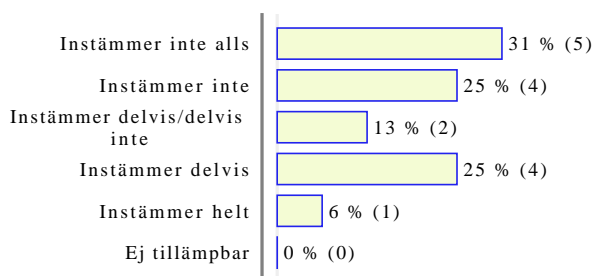 Instämmer inte alls 31 % (5)
Instämmer inte 25 % (4)
Instämmer delvis/delvis
inte 13 % (2)
Instämmer delvis 25 % (4)
Instämmer helt 6 % (1)
Ej tillämpbar 0 % (0)